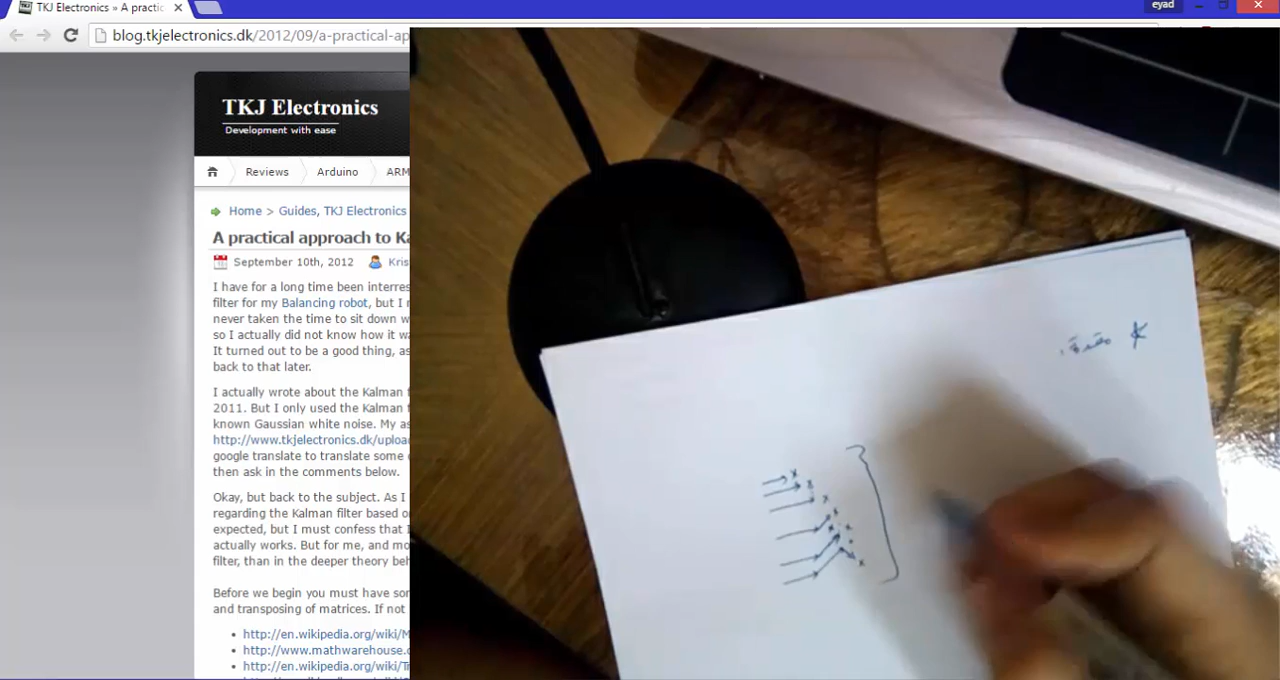 TKJ Electronics » A practic
eyad
blog.tkjelectronics.dk/2012/09/a-practical-ap
TKJ Electronics
Development with ease
Reviews
Arduino
ARM
Home > Guides, TKJ Electronics
A practical approach to Ka
September 10th, 2012
Kris
I have for a long time been interes
filter for my Balancing robot, but I r
never taken the time to sit down w
so I actually did not know how it wa
It turned out to be a good thing, as
back to that later.
I actually wrote about the Kalman f
2011. But I only used the Kalman f
known Gaussian white noise. My as
http://www.tkjelectronics.dk/upload
google translate to translate some
then ask in the comments below.
Okay, but back to the subject. As I
regarding the Kalman filter based or
expected, but I must confess that I
actually works. But for me, and mo
filter, than in the deeper theory beh
Before we begin you must have son
and transposing of matrices. If not
http://en.wikipedia.org/wiki/M
http://www.mathwarehouse.c
http://en.wikipedia.org/wiki/Tr
مقدمة